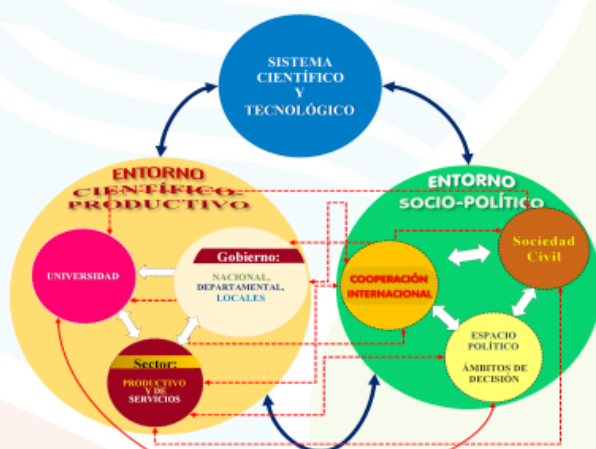 SISTEMA
CIENTÍFICO
Y
TECNOLÓGICO
ENTORNO
CIENTÍFICO-
PRODUCTIVO
UNIVERSIDAD
Gobierno:
NACIONAL,
DEPARTAMENTAL,
LOCALES
Sector:
PRODUCTIVO
Y DE
SERVICIOS
ENTORNO
SOCIO-POLÍTICO
COOPERACIÓN
INTERNACIONAL
Sociedad
Civil
ESPACIO
POLÍTICO
ÁMBITOS DE
DECISIÓN